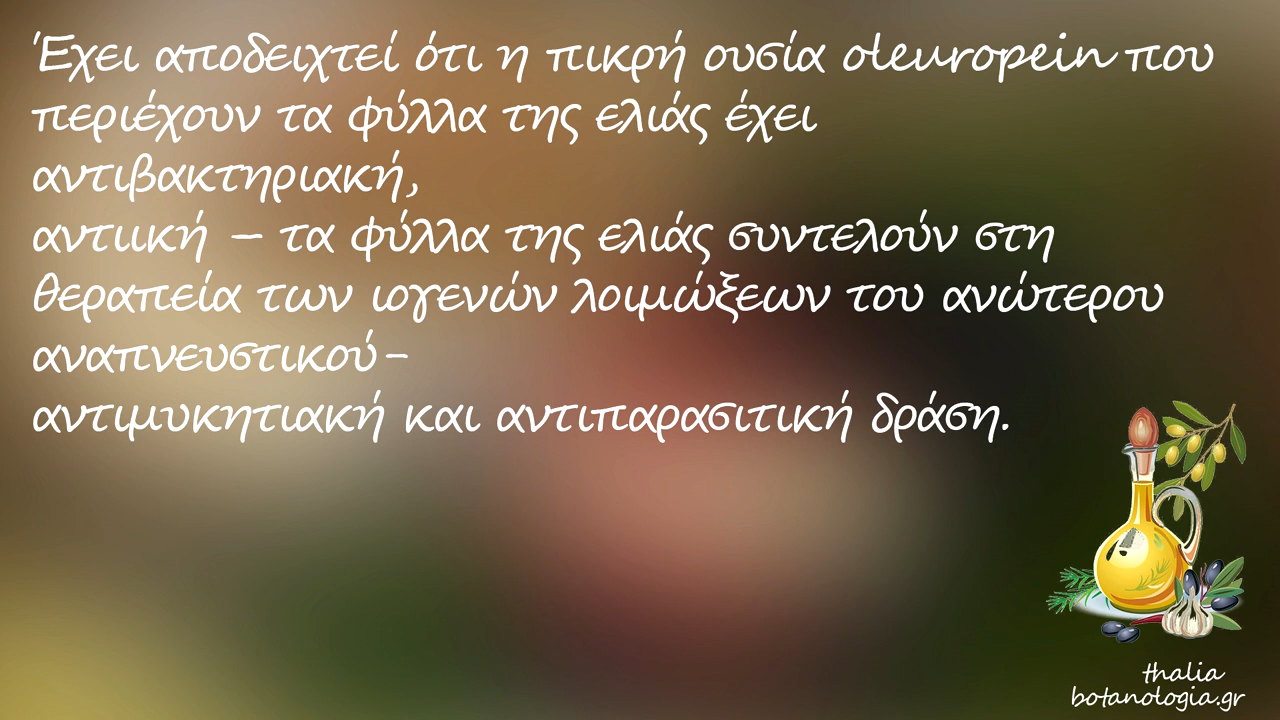 Έχει αποδειχτεί ότι η πικρή ουσία oleuropein που
περιέχουν τα φύλλα της ελιάς έχει
αντιβακτηριακή,
αντιική – τα φύλλα της ελιάς συντελούν στη
θεραπεία των ιογενών λοιμώξεων του ανώτερου
αναπνευστικού-
αντιμυκητιακή και αντιπαρασιτική δράση.
thalia
botanologia.gr